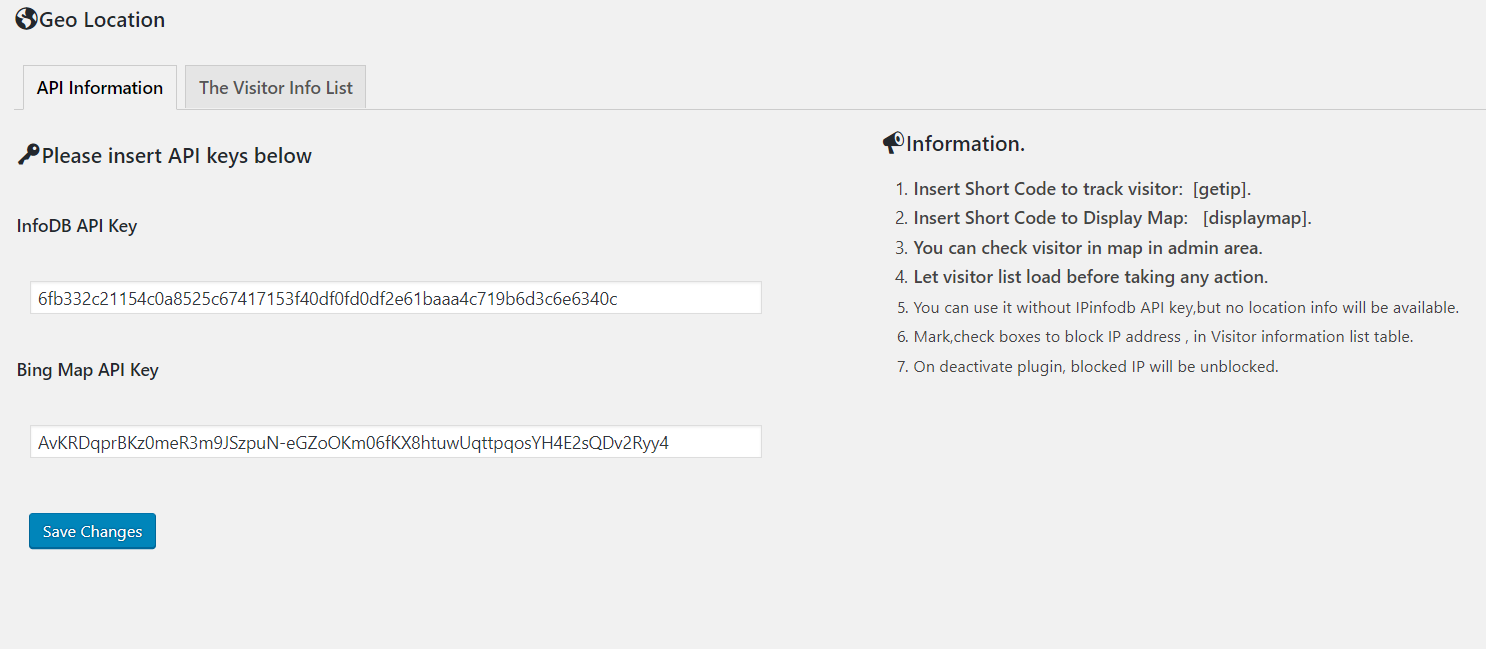 Geo Location
API Information
The Visitor Info List
Please insert API keys below
InfoDB API Key
6fb332c21154c0a8525c67417153f40df0fd0df2e61baaa4c719b6d3c6e6340c
Bing Map API Key
AvKRDqprBKz0meR3m9JSzpuN-eGZoOKm06fKX8htuwUqttpqosYH4E2sQDv2Ryy4
Save Changes
Information.
1. Insert Short Code to track visitor: [getip].
2. Insert Short Code to Display Map: [displaymap].
3. You can check visitor in map in admin area.
4. Let visitor list load before taking any action.
5. You can use it without IPinfodb API key,but no location info will be available.
6. Mark,check boxes to block IP address , in Visitor information list table.
7. On deactivate plugin, blocked IP will be unblocked.